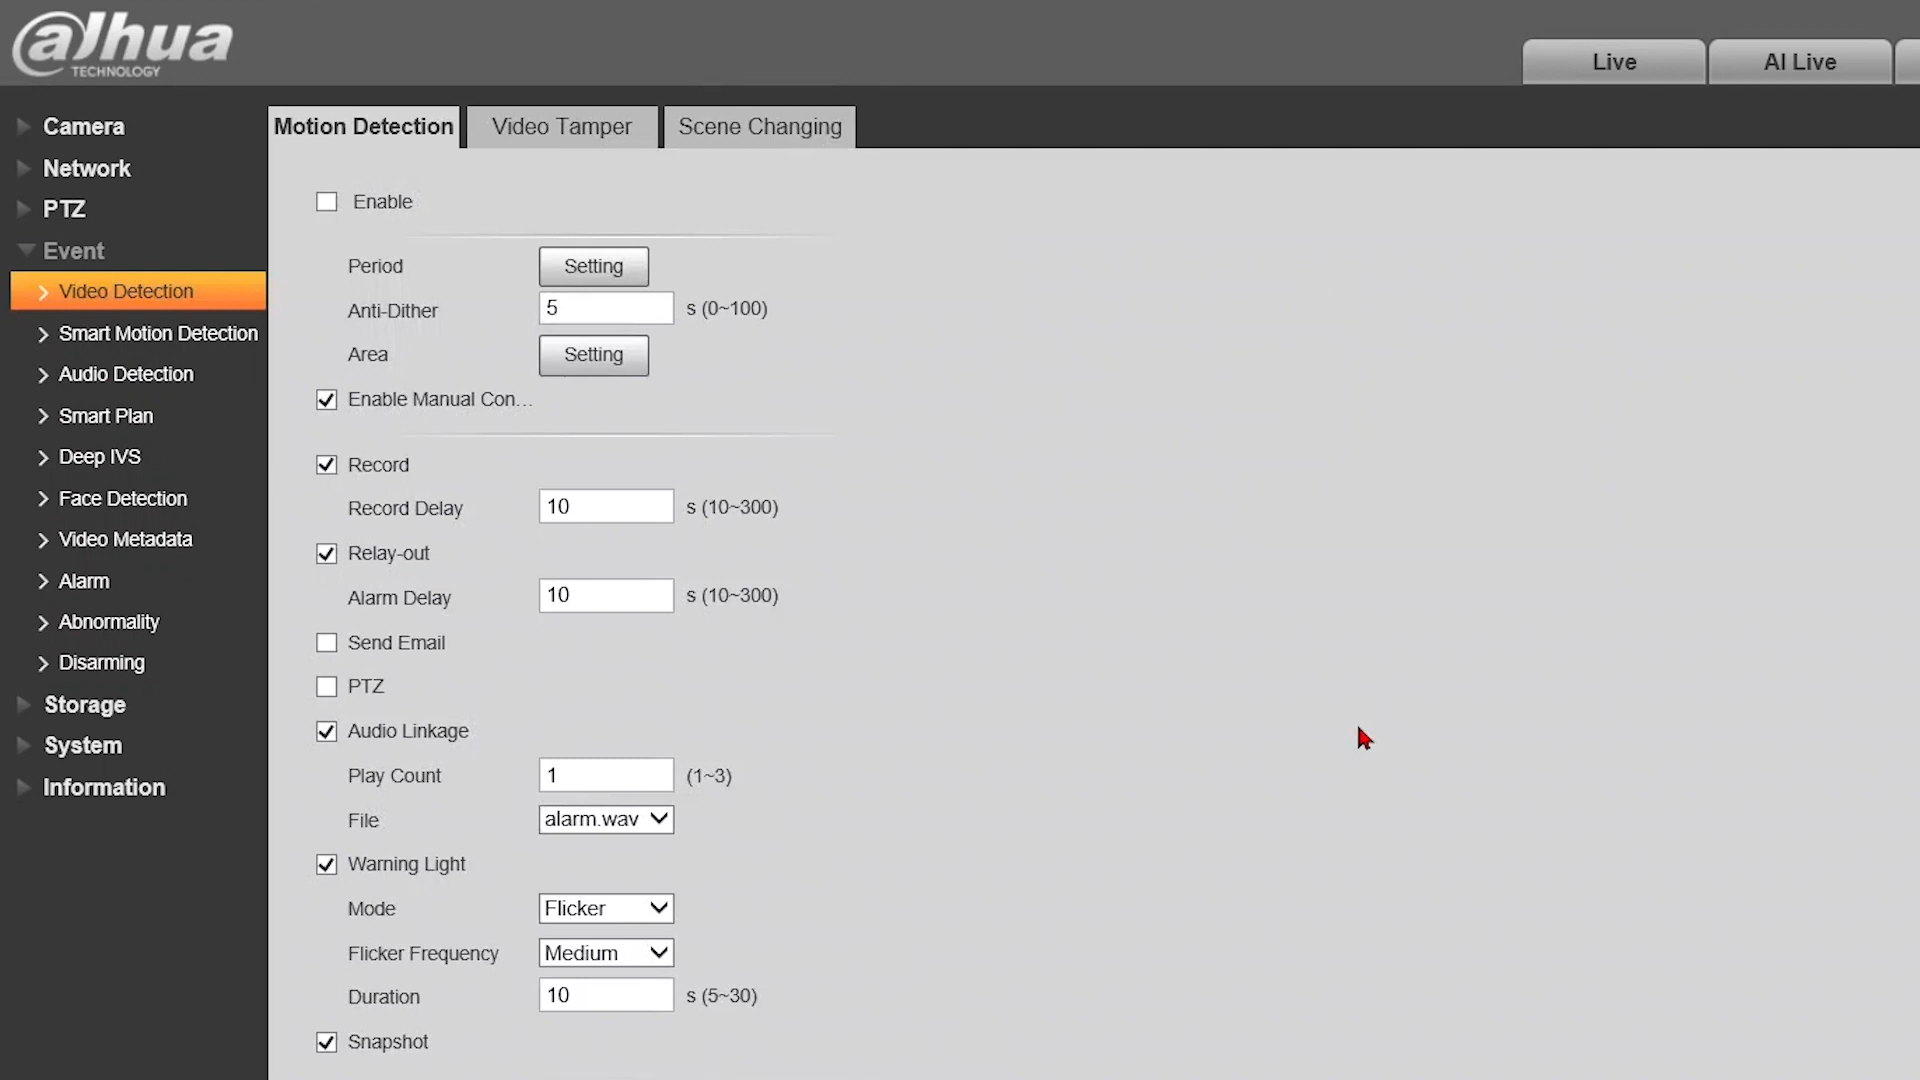 alhua
TECHNOLOGY
Live
AI Live
Camera
Network
PTZ
Event
Video Detection
Smart Motion Detection
Audio Detection
Smart Plan
Deep IVS
Face Detection
Video Metadata
Alarm
Abnormality
Disarming
Storage
System
Information
Motion Detection
Video Tamper
Scene Changing
Enable
Period
Setting
Anti-Dither
5
s (0~100)
Area
Setting
Enable Manual Con...
Record
Record Delay
10
s (10~300)
Relay-out
Alarm Delay
10
s (10~300)
Send Email
PTZ
Audio Linkage
Play Count
1
(1~3)
File
alarm.wav
Warning Light
Mode
Flicker
Flicker Frequency
Medium
Duration
10
s (5~30)
Snapshot